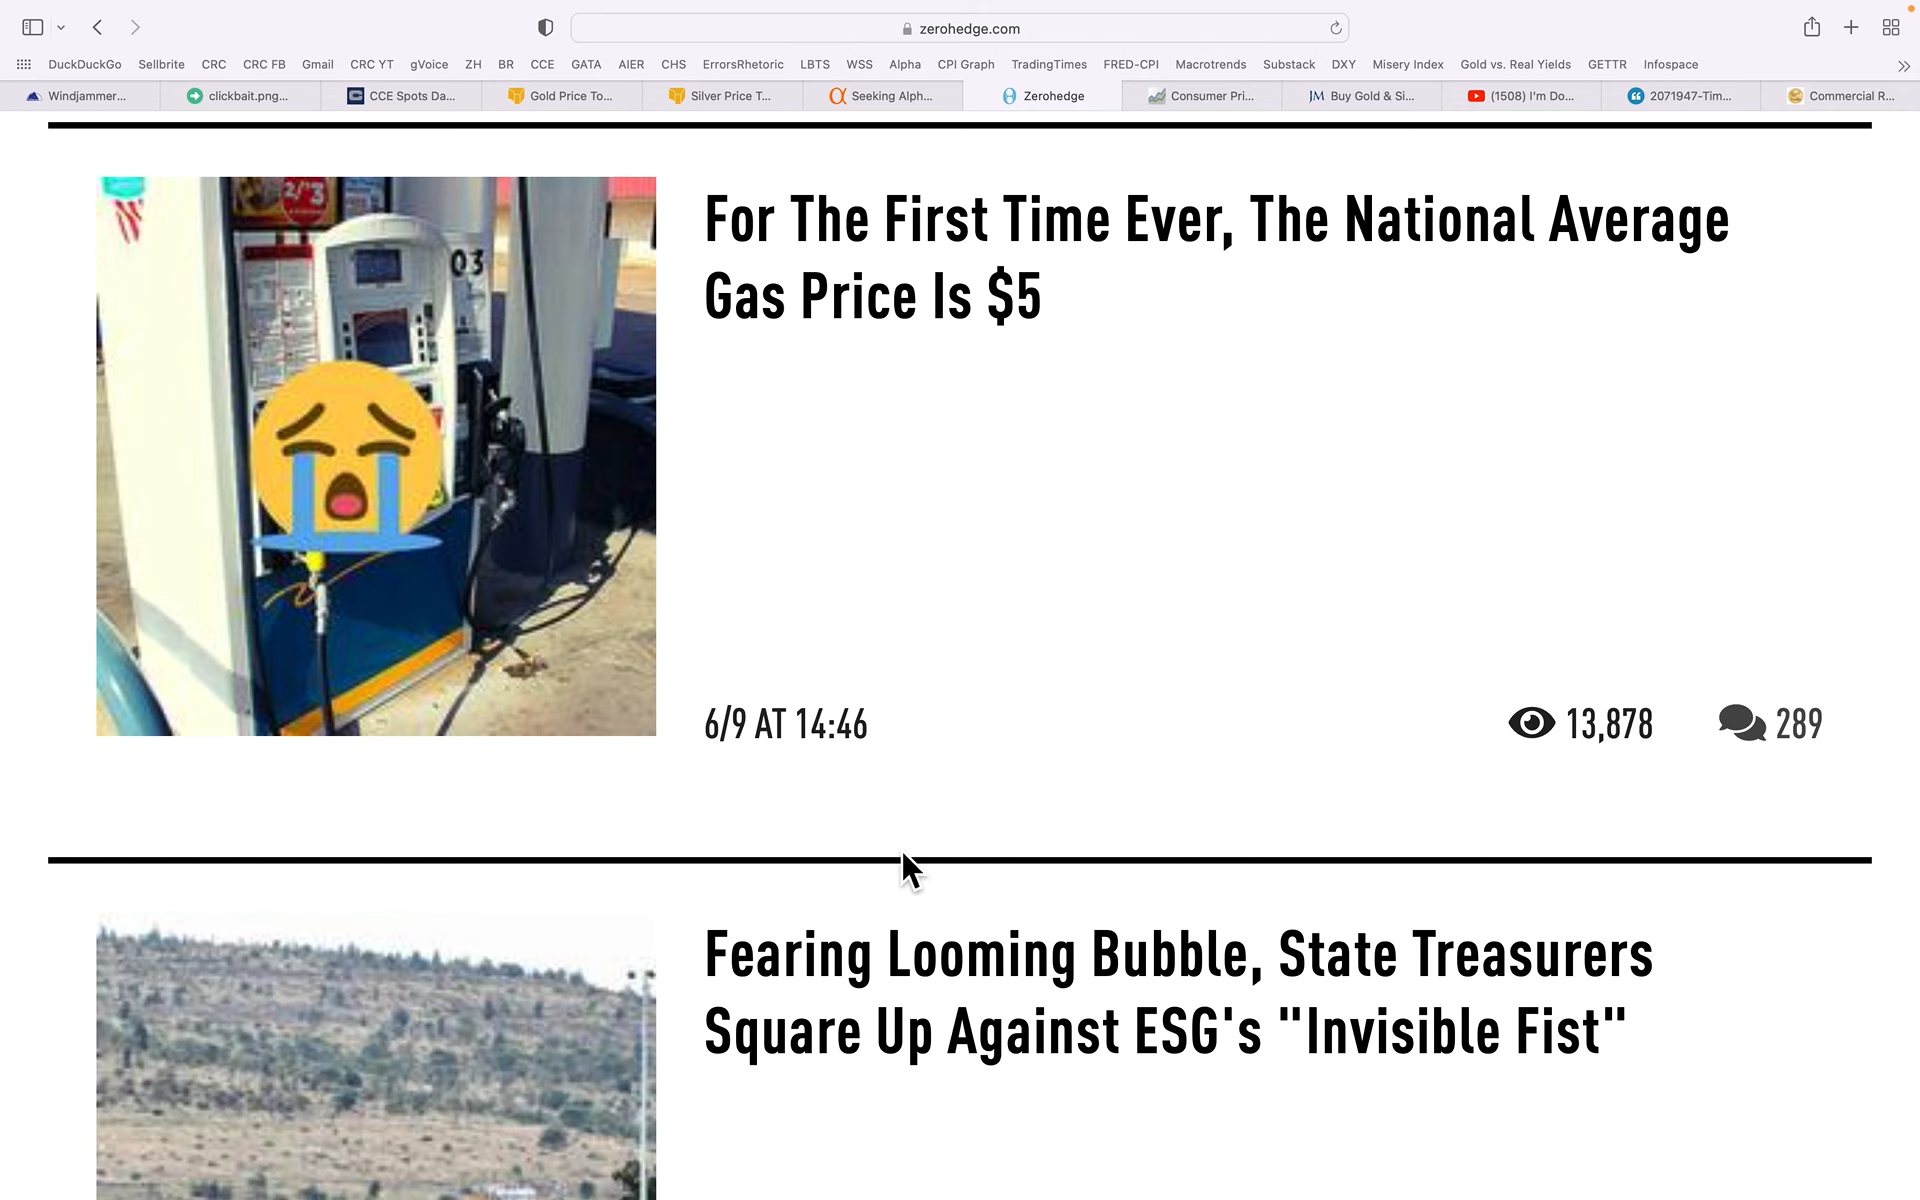 zerohedge.com
DuckDuckGo Sellbrite CRC CRC FB Gmail CRC YT gVoice ZH BR CCE GATA AIER CHS ErrorsRhetoric LBTS WSS Alpha CPI Graph TradingTimes FRED-CPI Macrotrends Substack DXY Misery Index Gold vs. Real Yields GETTR Infospace
Windjammer... clickbait.png... CCE Spots Da... Gold Price To... Silver Price T... Seeking Alph... Zerohedge Consumer Pri... JM Buy Gold & Si... (1508) I'm Do... 2071947-Tim... Commercial R...
2/$3
03
For The First Time Ever, The National Average
Gas Price Is $5
6/9 AT 14:46 13,878 289
Fearing Looming Bubble, State Treasurers
Square Up Against ESG's "Invisible Fist"